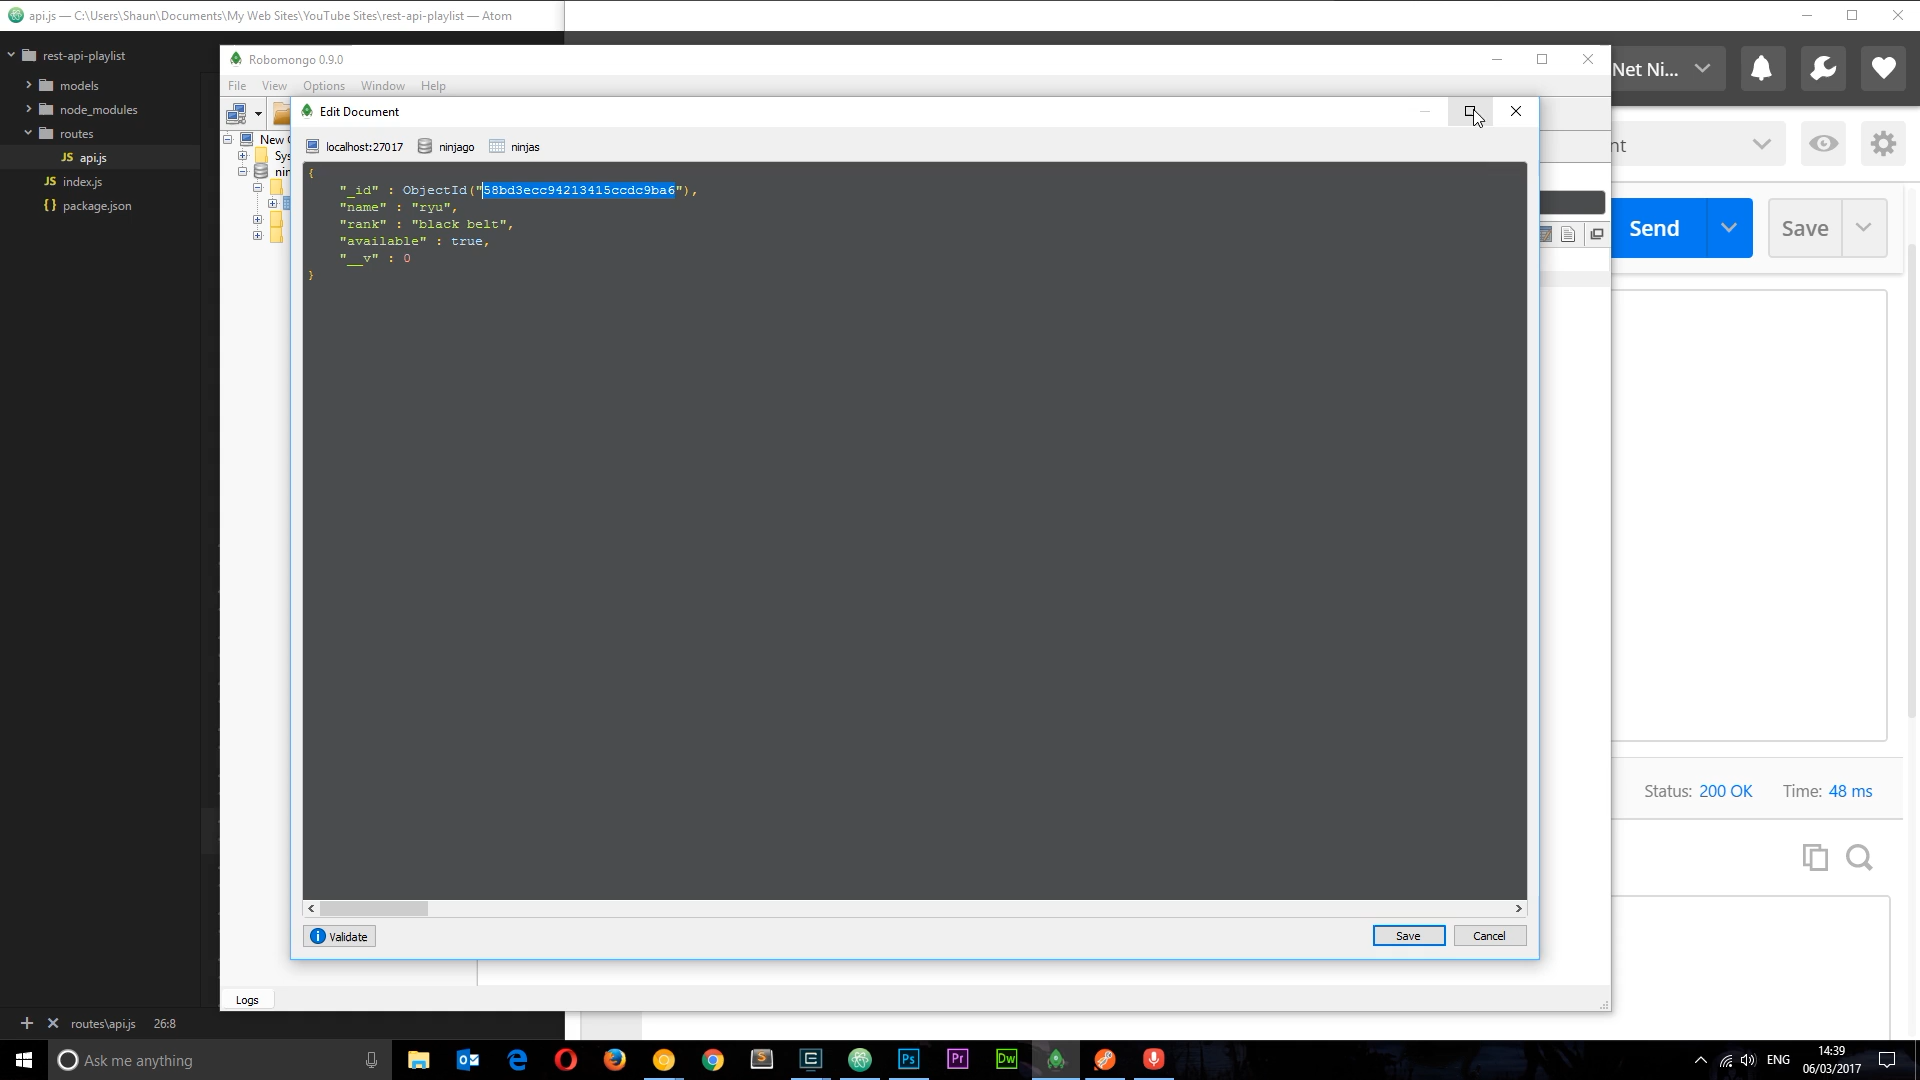 api.js — C:\Users\Shaun\Documents\My Web Sites\YouTube Sites\rest-api-playlist — Atom
rest-api-playlist
models
node_modules
routes
JS api.js
JS index.js
{} package.json
Robomongo 0.9.0
File View Options Window Help
Net Ni...
Edit Document
New
Sys
nin
localhost:27017 ninjago ninjas
nt
{
"_id" : ObjectId("58bd3ecc94213415ccdc9ba6"),
"name" : "ryu",
"rank" : "black belt",
"available" : true,
"__v" : 0
}
Send
Save
Status: 200 OK Time: 48 ms
Validate
Save
Cancel
Logs
routes\api.js 26:8
Ask me anything
Ps
Pr
Dw
ENG
14:39
06/03/2017